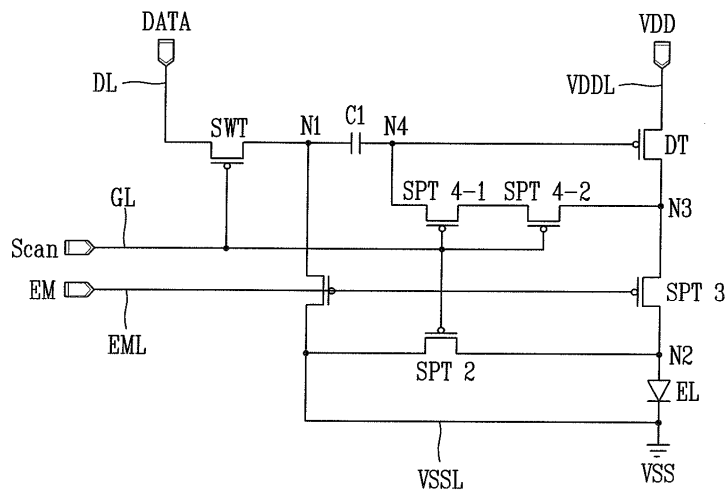 DATA
VDD
DL
VDDL
SWT
N1
C1
N4
DT
SPT 4-1
SPT 4-2
GL
N3
Scan
EM
SPT 3
EML
SPT 2
N2
EL
VSSL
VSS